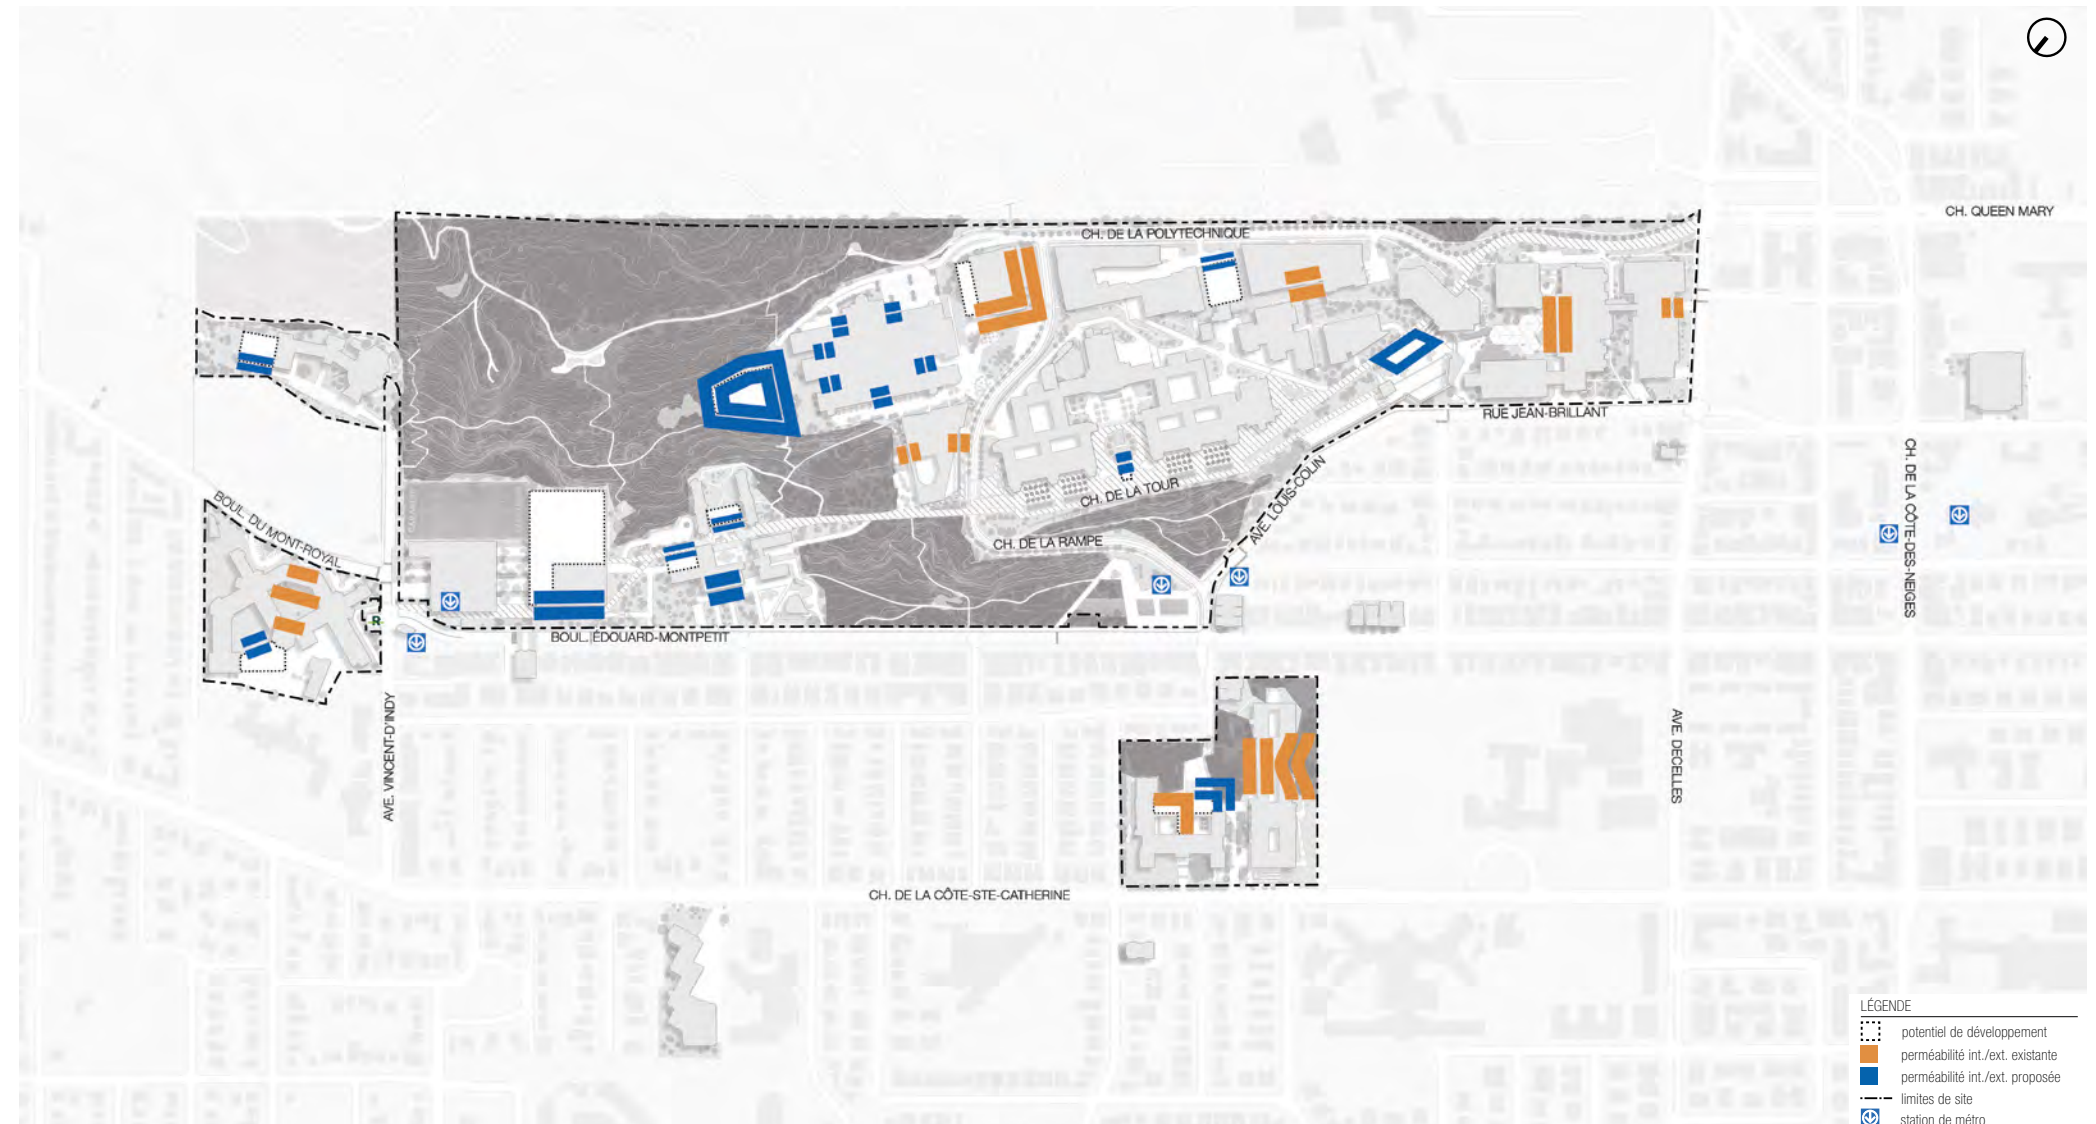 CH. QUEEN MARY
CH. DE LA POLYTECHNIQUE
RUE JEAN-BRILLANT
CH. DE LA TOUR
AVE. LOUIS-COLIN
CH. DE LA CÔTE-DES-NEIGES
BOUL. DU MONT-ROYAL
CH. DE LA RAMPE
R
BOUL. ÉDOUARD-MONTPETIT
AVE. VINCENT-D'INDY
AVE. DECELLES
CH. DE LA CÔTE-STE-CATHERINE
LÉGENDE
potentiel de développement
perméabilité int./ext. existante
perméabilité int./ext. proposée
limites de site
station de métro